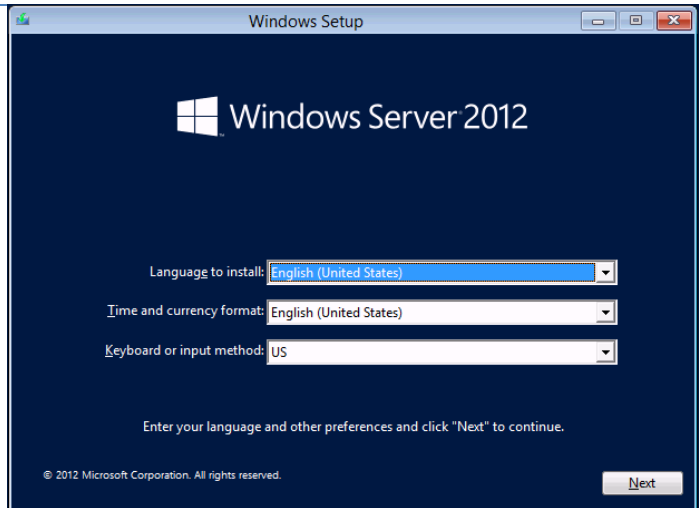 Windows Setup
Windows Server 2012
Language to install: English (United States)
Time and currency format: English (United States)
Keyboard or input method: US
Enter your language and other preferences and click "Next" to continue.
© 2012 Microsoft Corporation. All rights reserved.
Next